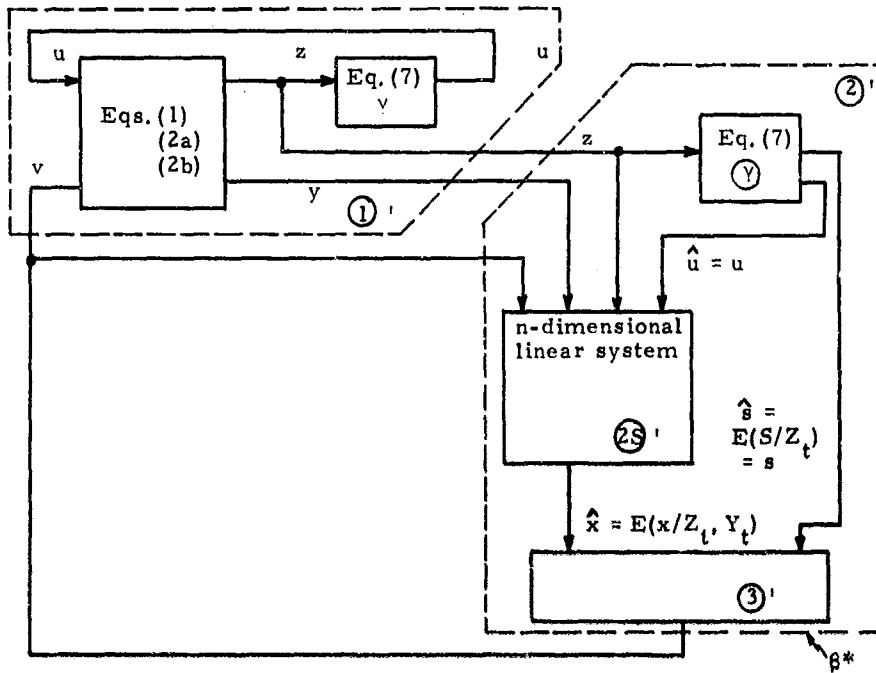 u
z
u
Eq. (7)
v
Eqs. (1)
(2a)
(2b)
v
y
① '
② '
z
Eq. (7)
Ⓨ
û = u
n-dimensional
linear system
②S '
ŝ =
E(S/Z_t)
= s
x̂ = E(x/Z_t, Y_t)
③ '
β*